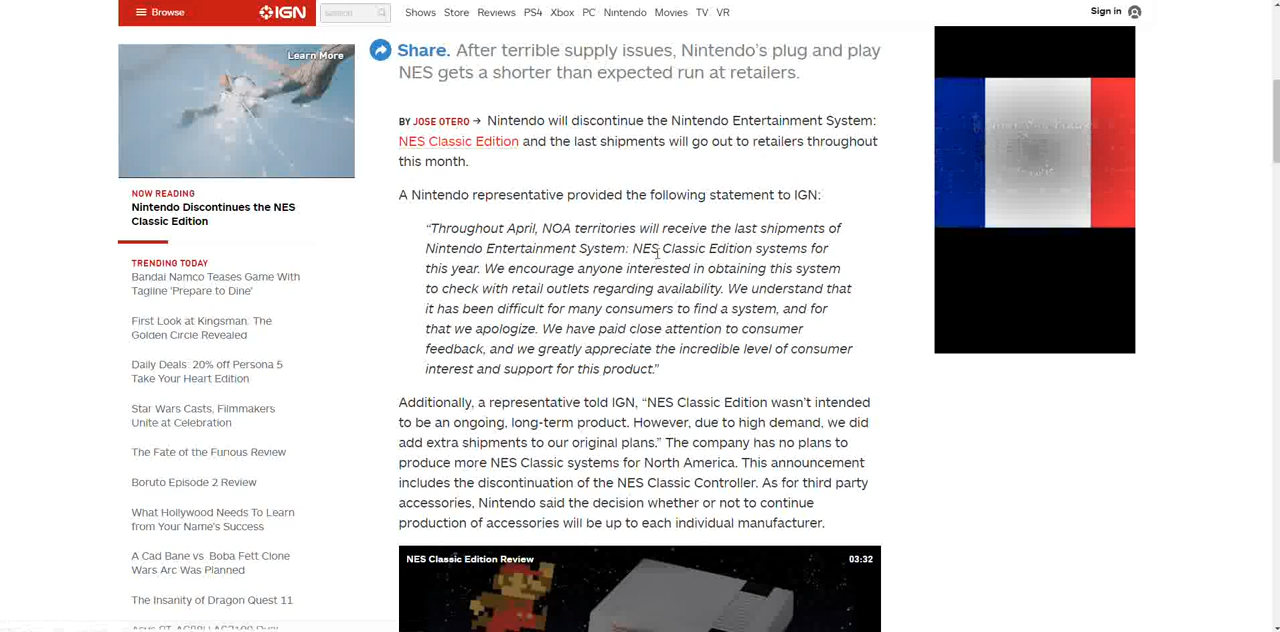 Browse
IGN
Shows Store Reviews PS4 Xbox PC Nintendo Movies TV VR
Sign in
Learn More
NOW READING
Nintendo Discontinues the NES
Classic Edition
TRENDING TODAY
Bandai Namco Teases Game With
Tagline 'Prepare to Dine'
First Look at Kingsman: The
Golden Circle Revealed
Daily Deals: 20% off Persona 5
Take Your Heart Edition
Star Wars Casts, Filmmakers
Unite at Celebration
The Fate of the Furious Review
Boruto Episode 2 Review
What Hollywood Needs To Learn
from Your Name's Success
A Cad Bane vs. Boba Fett Clone
Wars Arc Was Planned
The Insanity of Dragon Quest 11
Share. After terrible supply issues, Nintendo's plug and play
NES gets a shorter than expected run at retailers.
BY JOSE OTERO → Nintendo will discontinue the Nintendo Entertainment System:
NES Classic Edition and the last shipments will go out to retailers throughout
this month.
A Nintendo representative provided the following statement to IGN:
“Throughout April, NOA territories will receive the last shipments of
Nintendo Entertainment System: NES Classic Edition systems for
this year. We encourage anyone interested in obtaining this system
to check with retail outlets regarding availability. We understand that
it has been difficult for many consumers to find a system, and for
that we apologize. We have paid close attention to consumer
feedback, and we greatly appreciate the incredible level of consumer
interest and support for this product.”
Additionally, a representative told IGN, “NES Classic Edition wasn't intended
to be an ongoing, long-term product. However, due to high demand, we did
add extra shipments to our original plans.” The company has no plans to
produce more NES Classic systems for North America. This announcement
includes the discontinuation of the NES Classic Controller. As for third party
accessories, Nintendo said the decision whether or not to continue
production of accessories will be up to each individual manufacturer.
NES Classic Edition Review
03:32